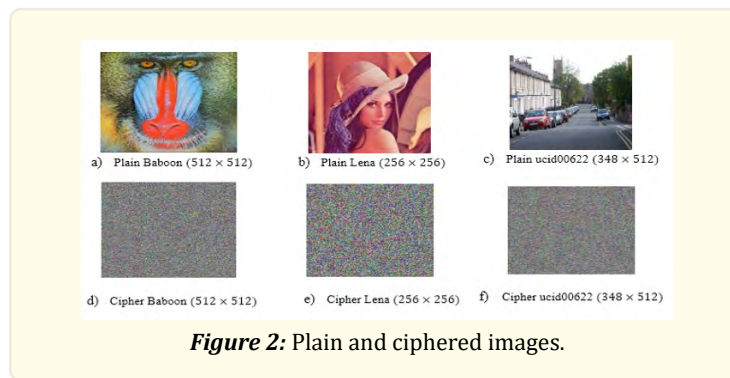 a) Plain Baboon (512 × 512)
b) Plain Lena (256 × 256)
c) Plain ucid00622 (348 × 512)
d) Cipher Baboon (512 × 512)
e) Cipher Lena (256 × 256)
f) Cipher ucid00622 (348 × 512)
Figure 2: Plain and ciphered images.